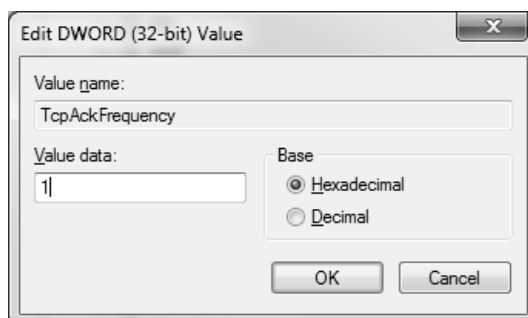 Edit DWORD (32-bit) Value
Value name:
TcpAckFrequency
Value data:
1
Base
Hexadecimal
Decimal
OK
Cancel